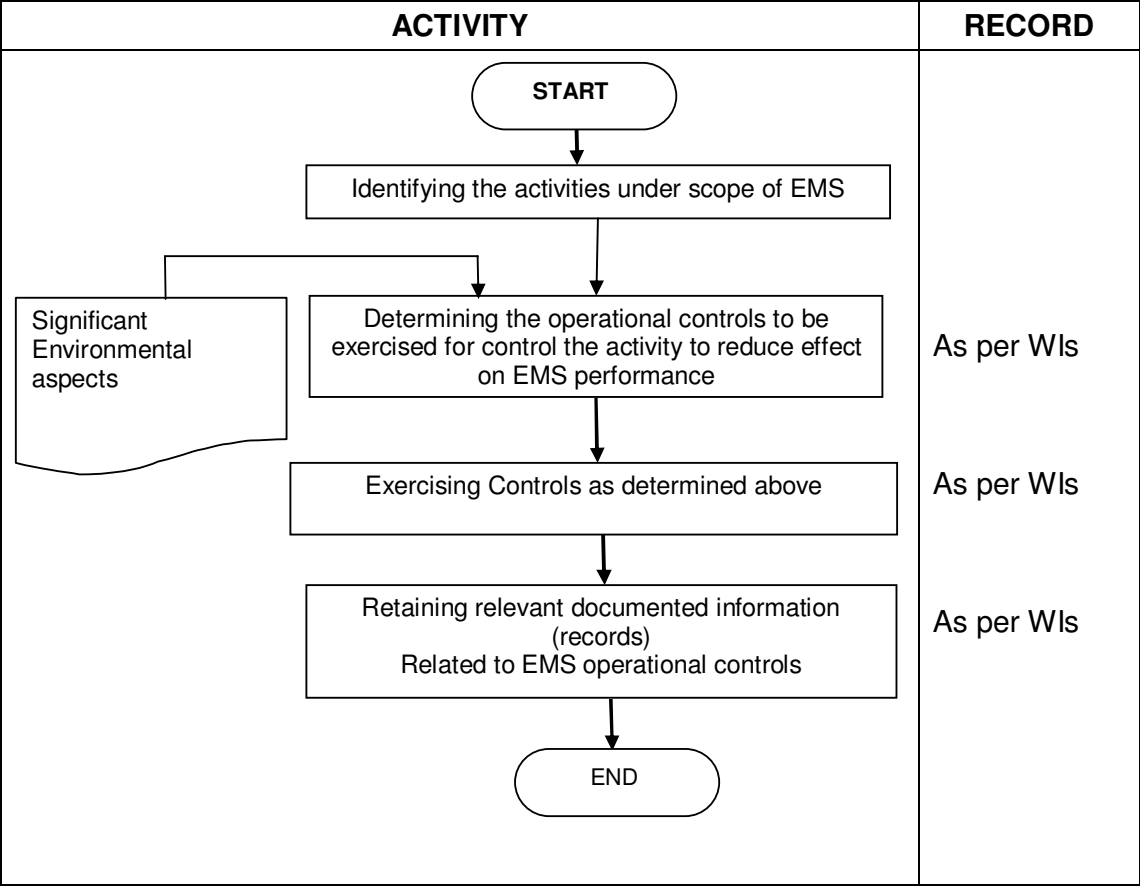 ACTIVITY
RECORD
START
Identifying the activities under scope of EMS
Significant
Environmental
aspects
Determining the operational controls to be
exercised for control the activity to reduce effect
on EMS performance
As per WIs
Exercising Controls as determined above
As per WIs
Retaining relevant documented information
(records)
Related to EMS operational controls
As per WIs
END